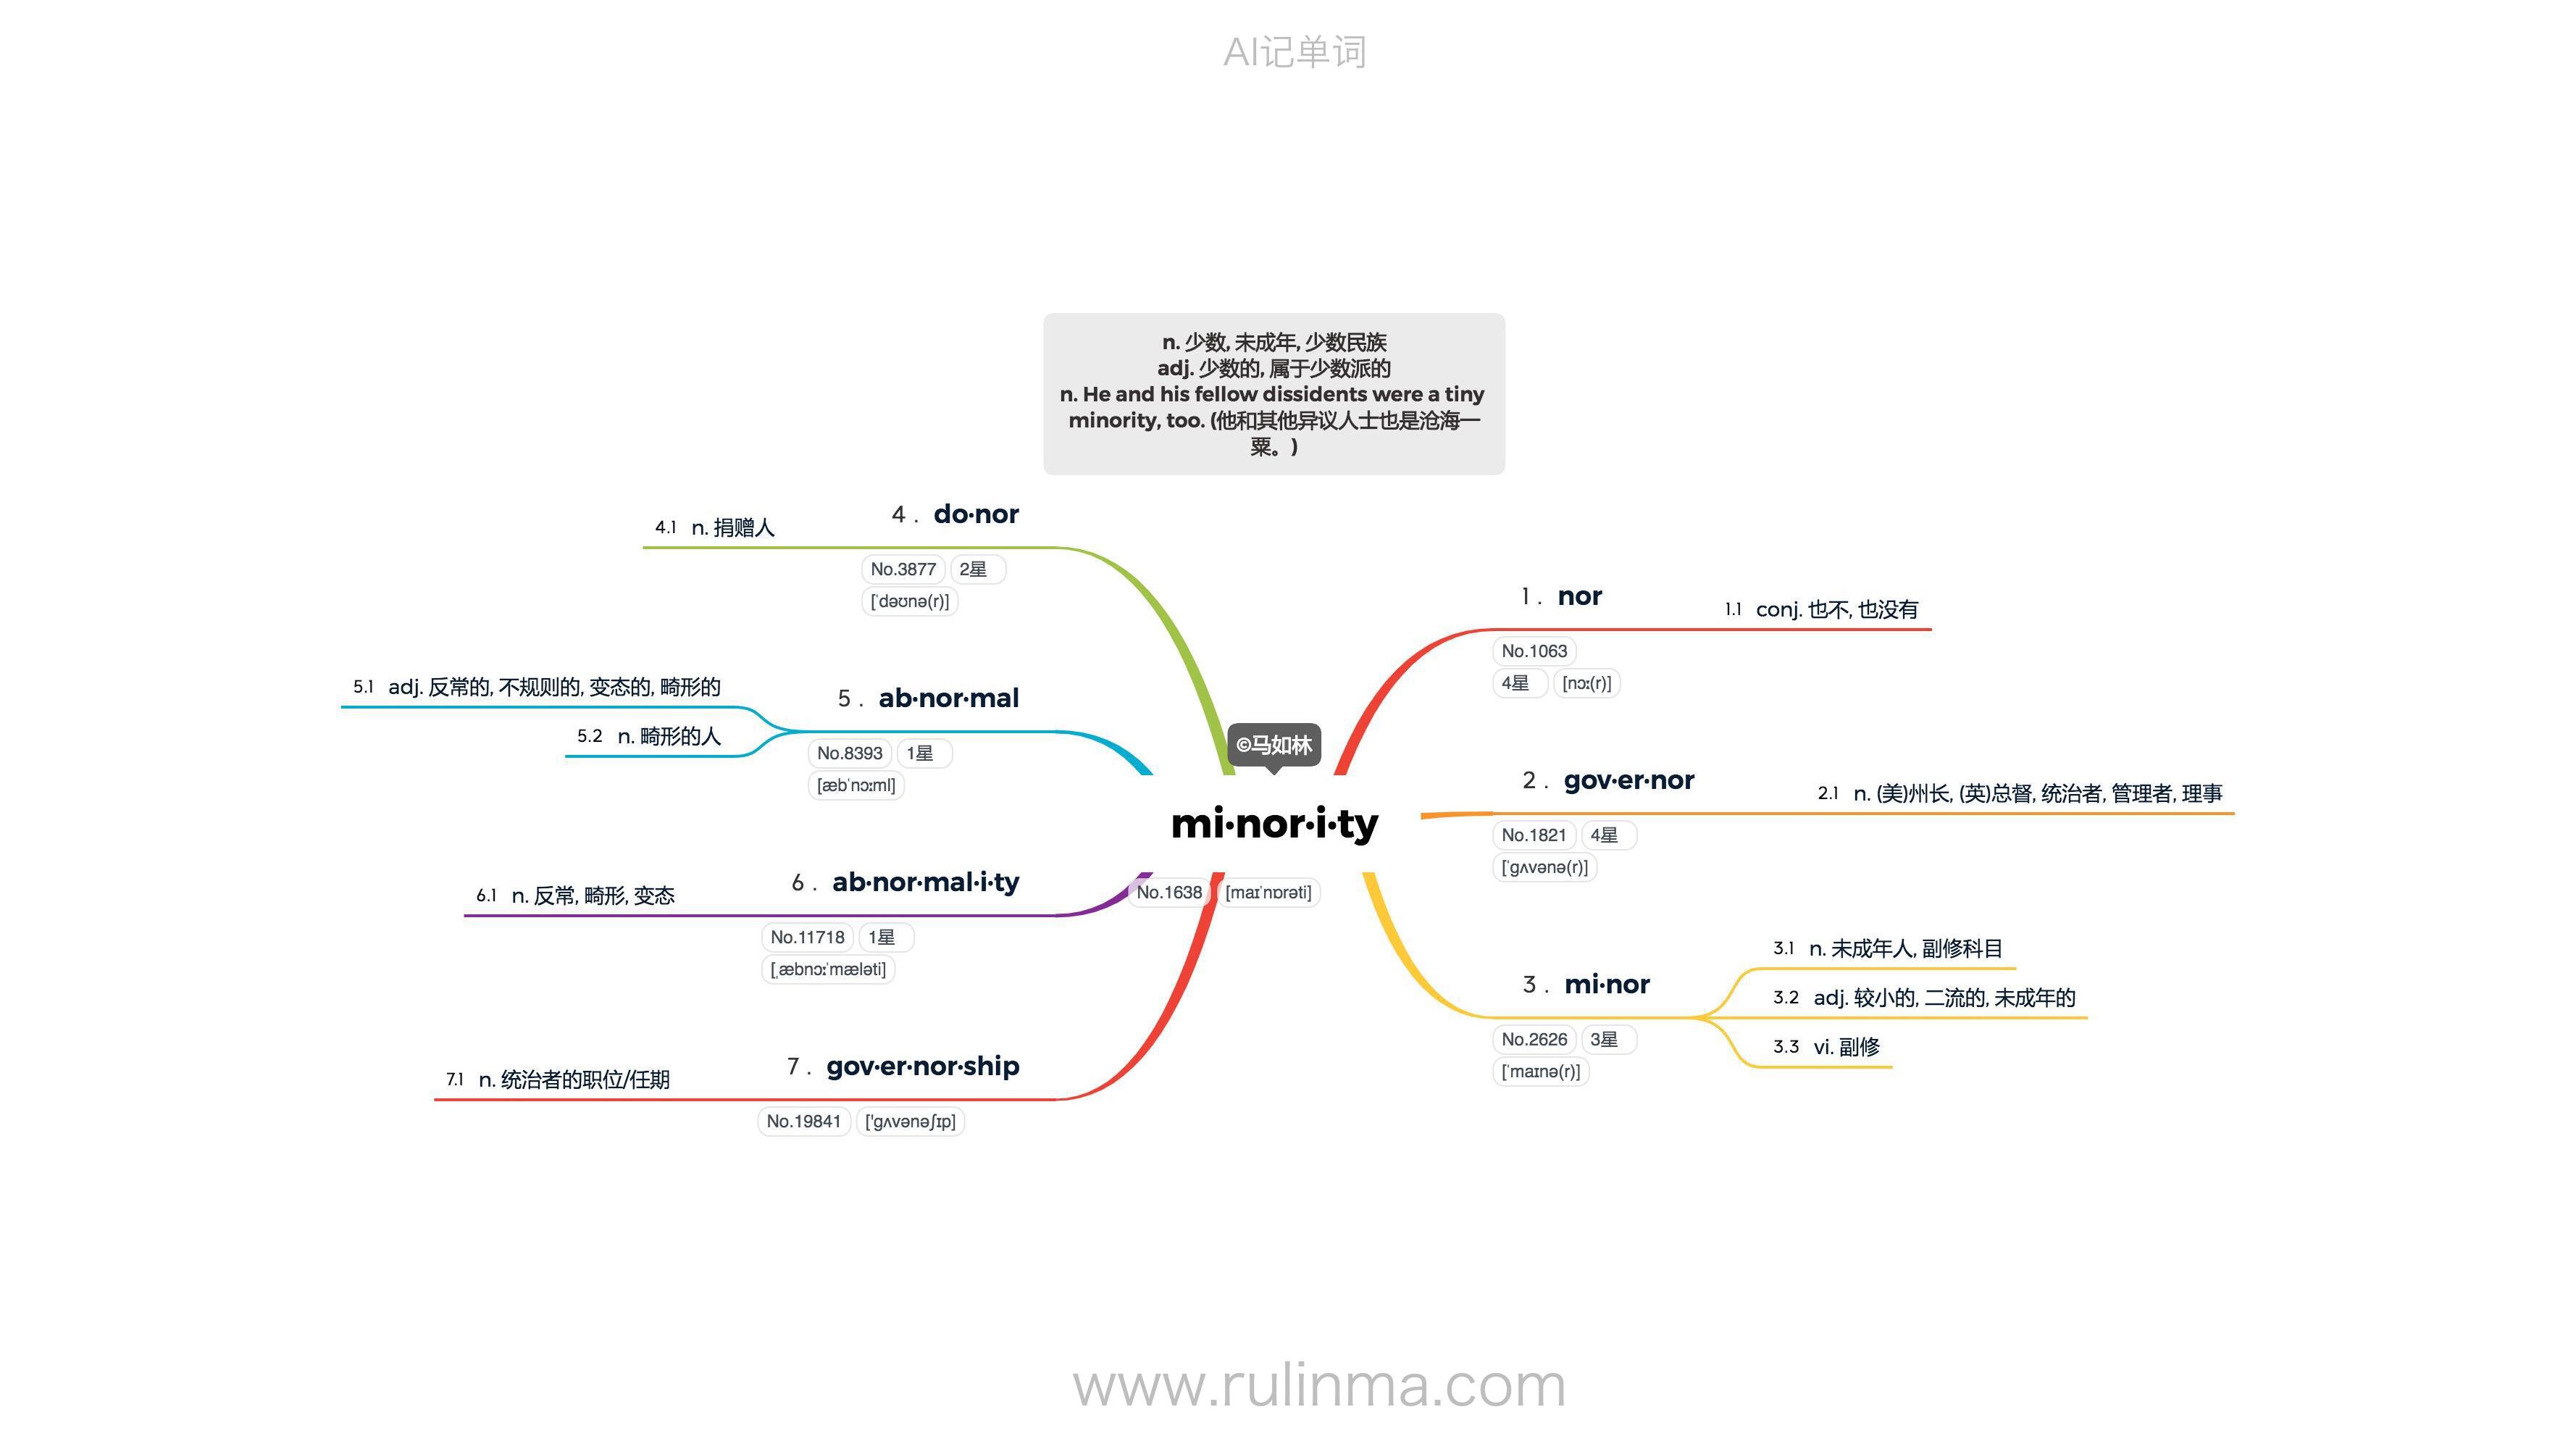 AI记单词
n. 少数, 未成年, 少数民族
adj. 少数的, 属于少数派的
n. He and his fellow dissidents were a tiny
minority, too. (他和其他异议人士也是沧海一
粟。)
©马如林
mi·nor·i·ty
No.1638 [maɪˈnɒrəti]
1. nor
No.1063
4星 [nɔː(r)]
1.1 conj. 也不, 也没有
2. gov·er·nor
No.1821 4星
[ˈɡʌvənə(r)]
2.1 n. (美)州长, (英)总督, 统治者, 管理者, 理事
3. mi·nor
No.2626 3星
[ˈmaɪnə(r)]
3.1 n. 未成年人, 副修科目
3.2 adj. 较小的, 二流的, 未成年的
3.3 vi. 副修
4. do·nor
No.3877 2星
[ˈdəʊnə(r)]
4.1 n. 捐赠人
5. ab·nor·mal
No.8393 1星
[æbˈnɔːml]
5.1 adj. 反常的, 不规则的, 变态的, 畸形的
5.2 n. 畸形的人
6. ab·nor·mal·i·ty
No.11718 1星
[ˌæbnɔːˈmæləti]
6.1 n. 反常, 畸形, 变态
7. gov·er·nor·ship
No.19841 ['ɡʌvənəʃɪp]
7.1 n. 统治者的职位/任期
www.rulinma.com